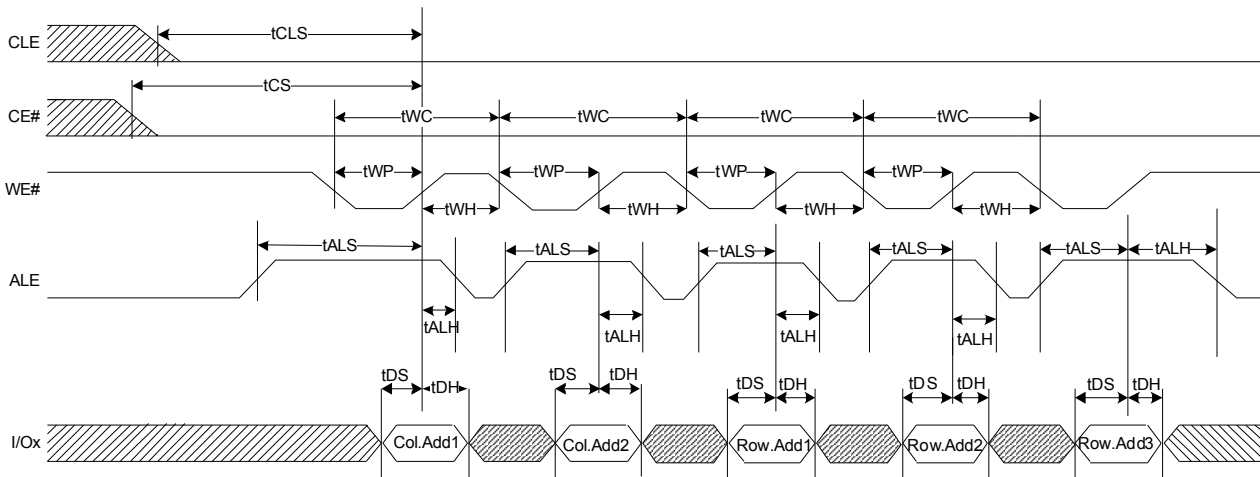 CLE
tCLS
tCS
CE#
tWC tWC tWC tWC
WE#
tWP tWP tWP tWP
tWH tWH tWH tWH
ALE
tALS tALS tALS tALS tALS tALH
tALH tALH tALH tALH
tDS tDH tDS tDH tDS tDH tDS tDH tDS tDH
I/Ox
Col.Add1 Col.Add2 Row.Add1 Row.Add2 Row.Add3